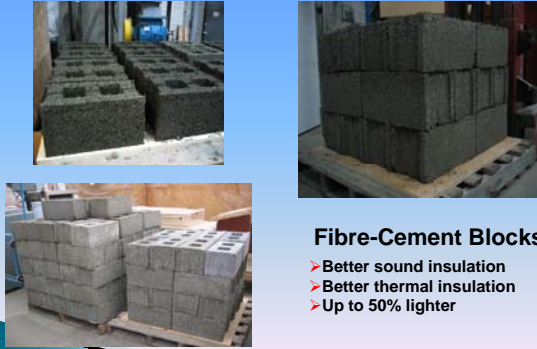 Fibre-Cement Blocks
➢Better sound insulation
➢Better thermal insulation
➢Up to 50% lighter